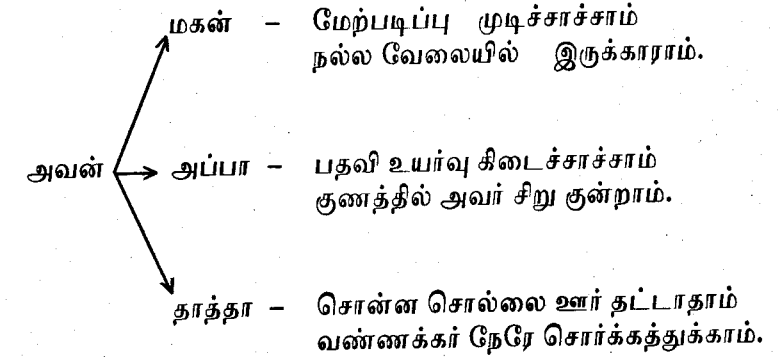 மகன் – மேற்படிப்பு முடிச்சாச்சாம்
நல்ல வேலையில் இருக்காராம்.
அவன் அப்பா – பதவி உயர்வு கிடைச்சாச்சாம்
குணத்தில் அவர் சிறு குன்றாம்.
தாத்தா – சொன்ன சொல்லை ஊர் தட்டாதாம்
வண்ணக்கர் நேரே சொர்க்கத்துக்காம்.